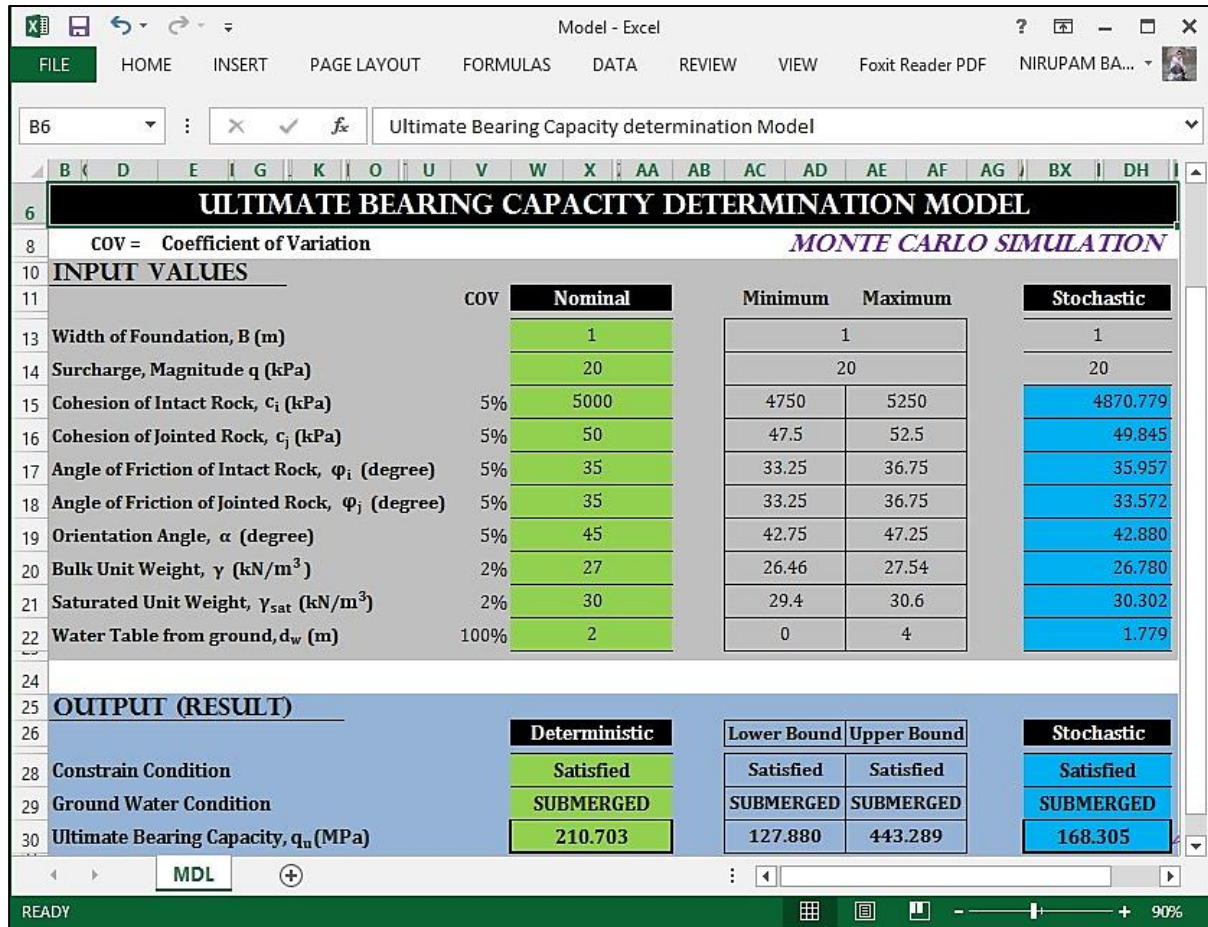 Model - Excel
FILE HOME INSERT PAGE LAYOUT FORMULAS DATA REVIEW VIEW Foxit Reader PDF NIRUPAM BA...
B6 fx Ultimate Bearing Capacity determination Model
B D E G K O U V W X AA AB AC AD AE AF AG BX DH
6 ULTIMATE BEARING CAPACITY DETERMINATION MODEL
8 COV = Coefficient of Variation MONTE CARLO SIMULATION
10 INPUT VALUES
11 COV Nominal Minimum Maximum Stochastic
13 Width of Foundation, B (m) 1 1 1
14 Surcharge, Magnitude q (kPa) 20 20 20
15 Cohesion of Intact Rock, cᵢ (kPa) 5% 5000 4750 5250 4870.779
16 Cohesion of Jointed Rock, cⱼ (kPa) 5% 50 47.5 52.5 49.845
17 Angle of Friction of Intact Rock, φᵢ (degree) 5% 35 33.25 36.75 35.957
18 Angle of Friction of Jointed Rock, φⱼ (degree) 5% 35 33.25 36.75 33.572
19 Orientation Angle, α (degree) 5% 45 42.75 47.25 42.880
20 Bulk Unit Weight, γ (kN/m³) 2% 27 26.46 27.54 26.780
21 Saturated Unit Weight, γsat (kN/m³) 2% 30 29.4 30.6 30.302
22 Water Table from ground, dw (m) 100% 2 0 4 1.779
24
25 OUTPUT (RESULT)
26 Deterministic Lower Bound Upper Bound Stochastic
28 Constrain Condition Satisfied Satisfied Satisfied Satisfied
29 Ground Water Condition SUBMERGED SUBMERGED SUBMERGED SUBMERGED
30 Ultimate Bearing Capacity, qu (MPa) 210.703 127.880 443.289 168.305
MDL
READY 90%